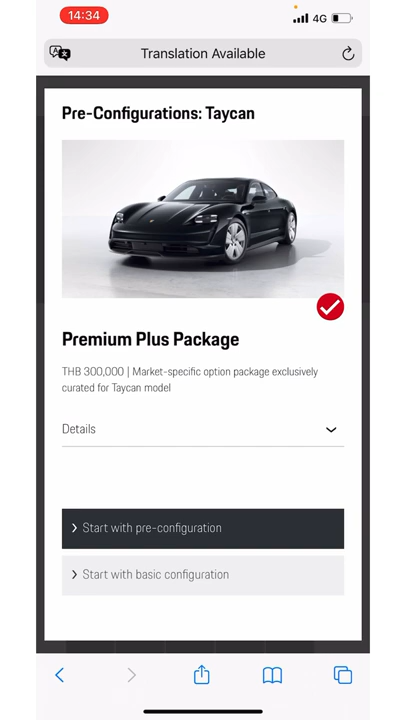 14:34
4G
Translation Available
Pre-Configurations: Taycan
Premium Plus Package
THB 300,000 | Market-specific option package exclusively
curated for Taycan model
Details
Start with pre-configuration
Start with basic configuration